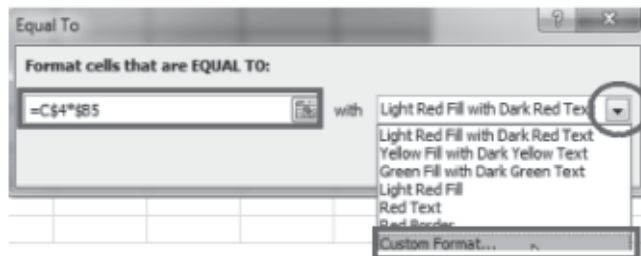 Equal To
Format cells that are EQUAL TO:
=C$4*$B5 with Light Red Fill with Dark Red Text
Light Red Fill with Dark Red Text
Yellow Fill with Dark Yellow Text
Green Fill with Dark Green Text
Light Red Fill
Red Text
Red Border
Custom Format...